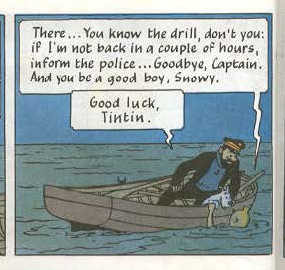 There... You know the drill, don't you:
if I'm not back in a couple of hours,
inform the police... Goodbye, Captain.
And you be a good boy, Snowy.
Good luck,
Tintin.